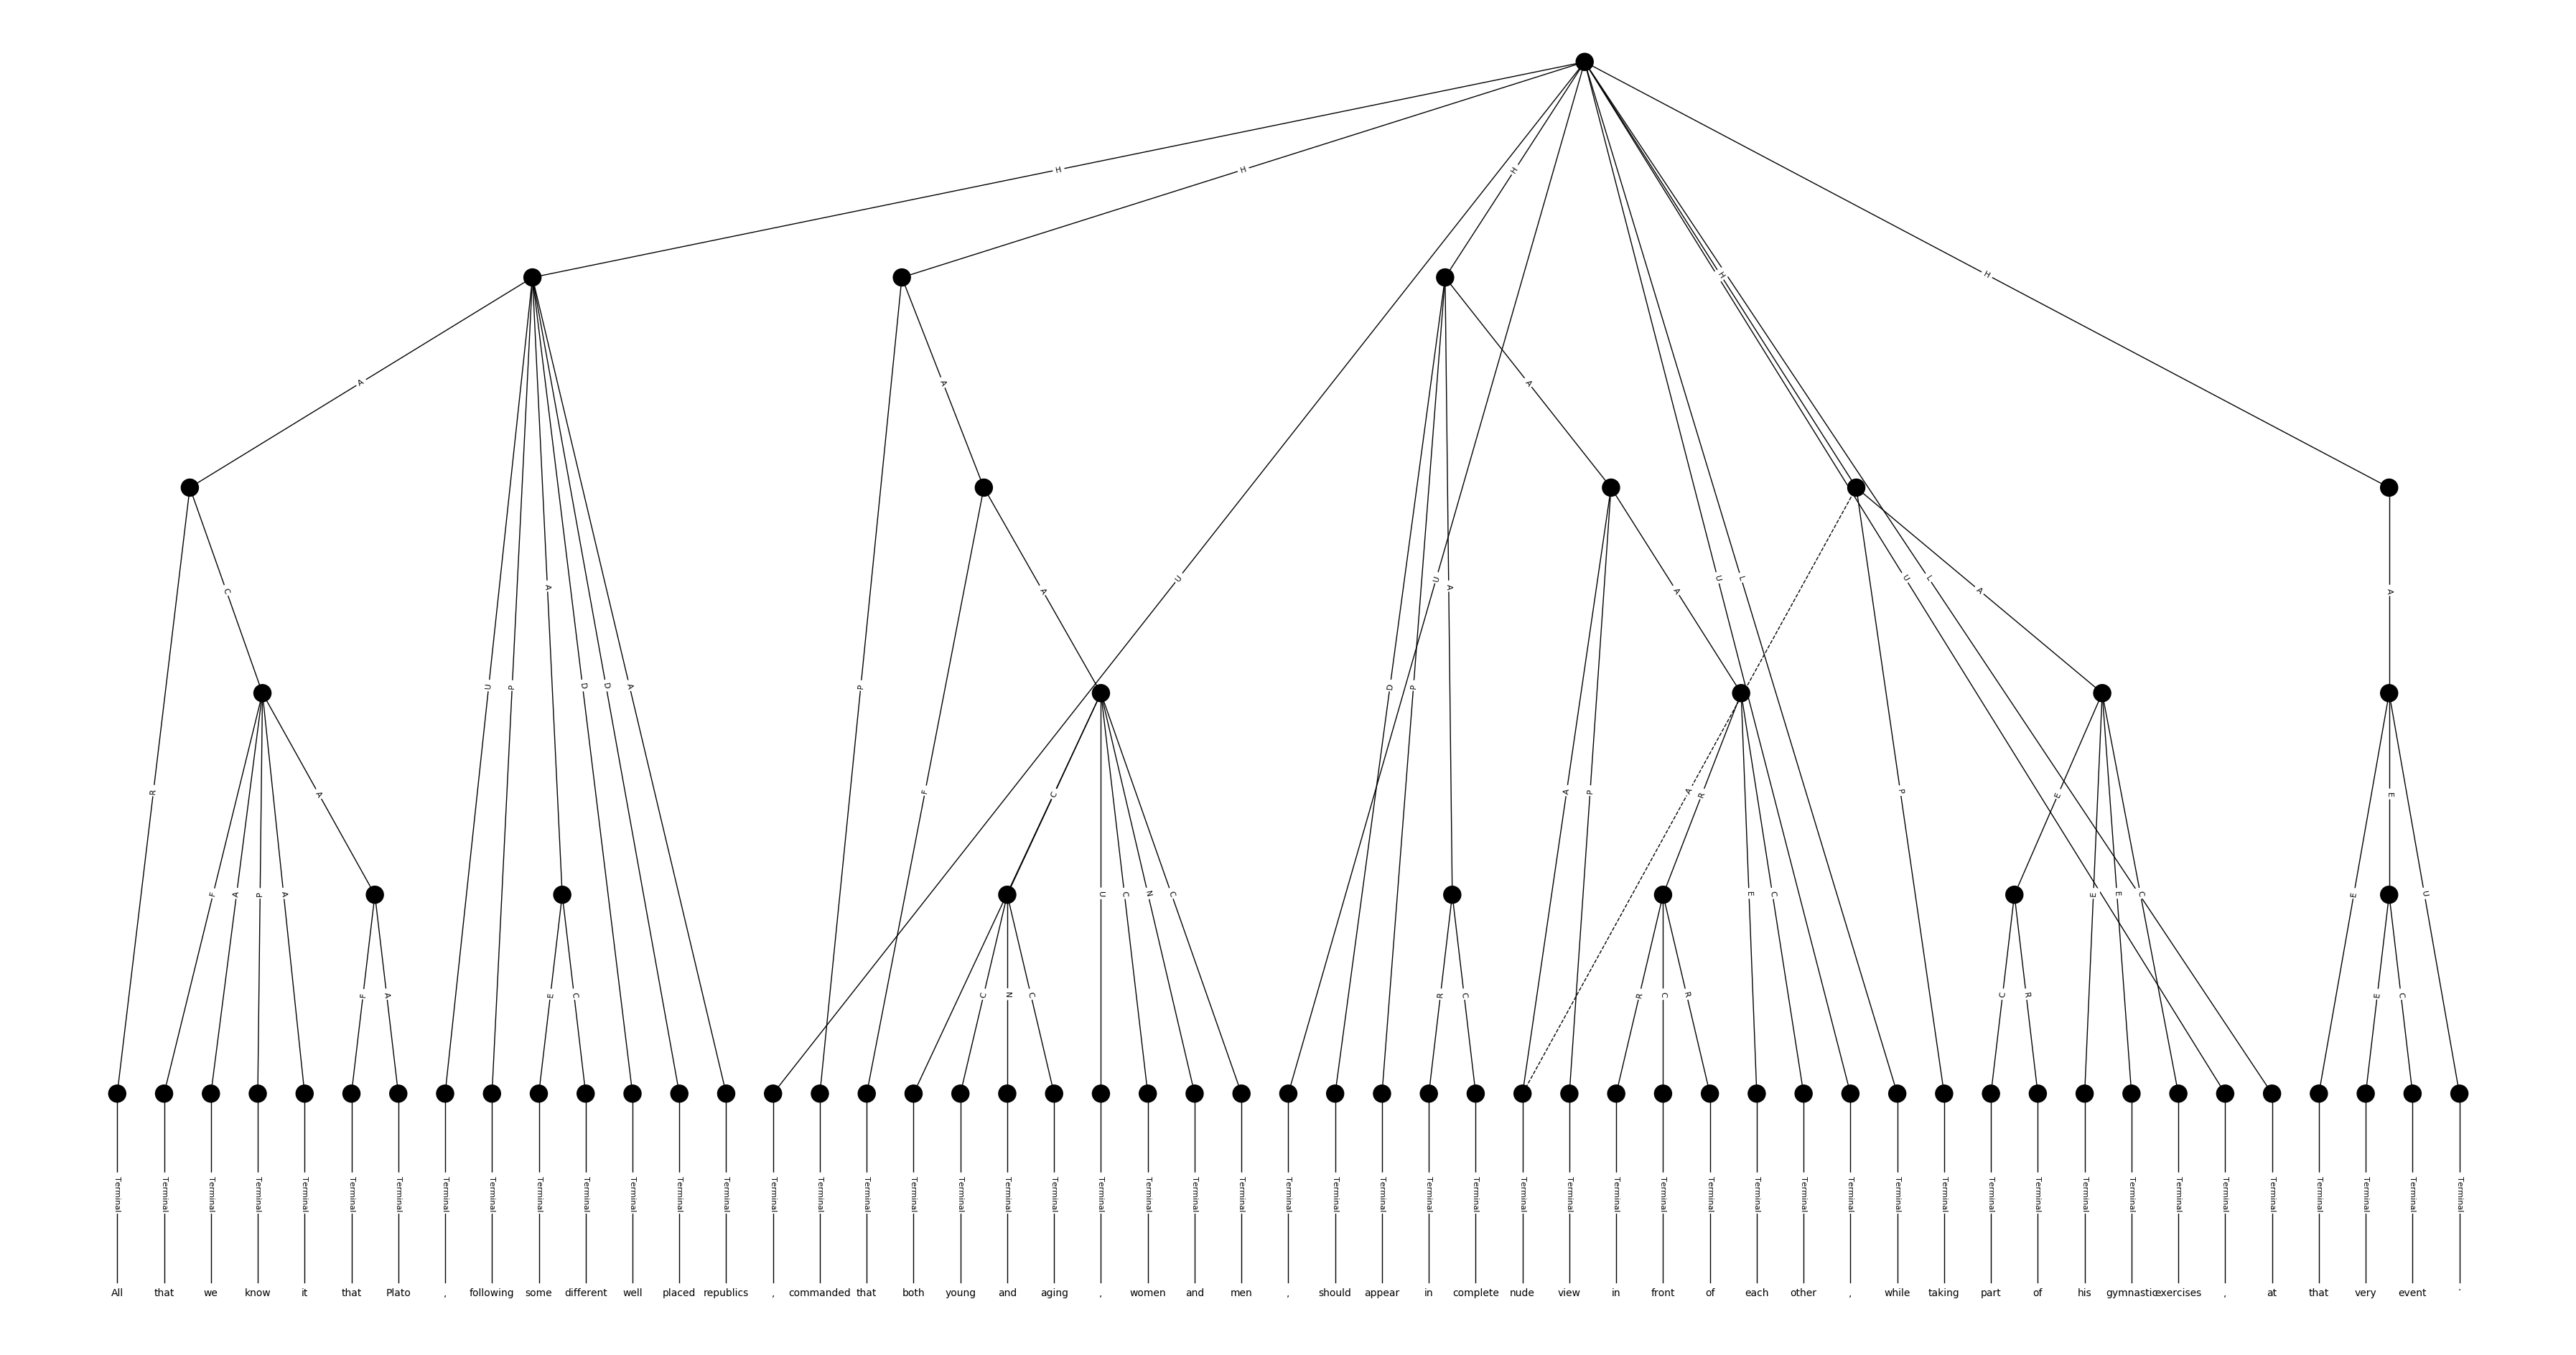 H H H H H
A A A
C A A A U U U L U L A A
R U P D D A P F C D P A A P A R P E E E
F A P A A U C N C E C E E C E U
F A E C C N C R C R C R C R E C
Terminal Terminal Terminal Terminal Terminal Terminal Terminal Terminal Terminal Terminal Terminal Terminal Terminal Terminal Terminal Terminal Terminal Terminal Terminal Terminal Terminal Terminal Terminal Terminal Terminal Terminal Terminal Terminal Terminal Terminal Terminal Terminal Terminal Terminal Terminal Terminal Terminal Terminal Terminal Terminal Terminal Terminal Terminal Terminal Terminal Terminal Terminal Terminal Terminal Terminal Terminal
All that we know it that Plato , following some different well placed republics , commanded that both young and aging , women and men , should appear in complete nude view in front of each other , while taking part of his gymnastic exercises , at that very event .